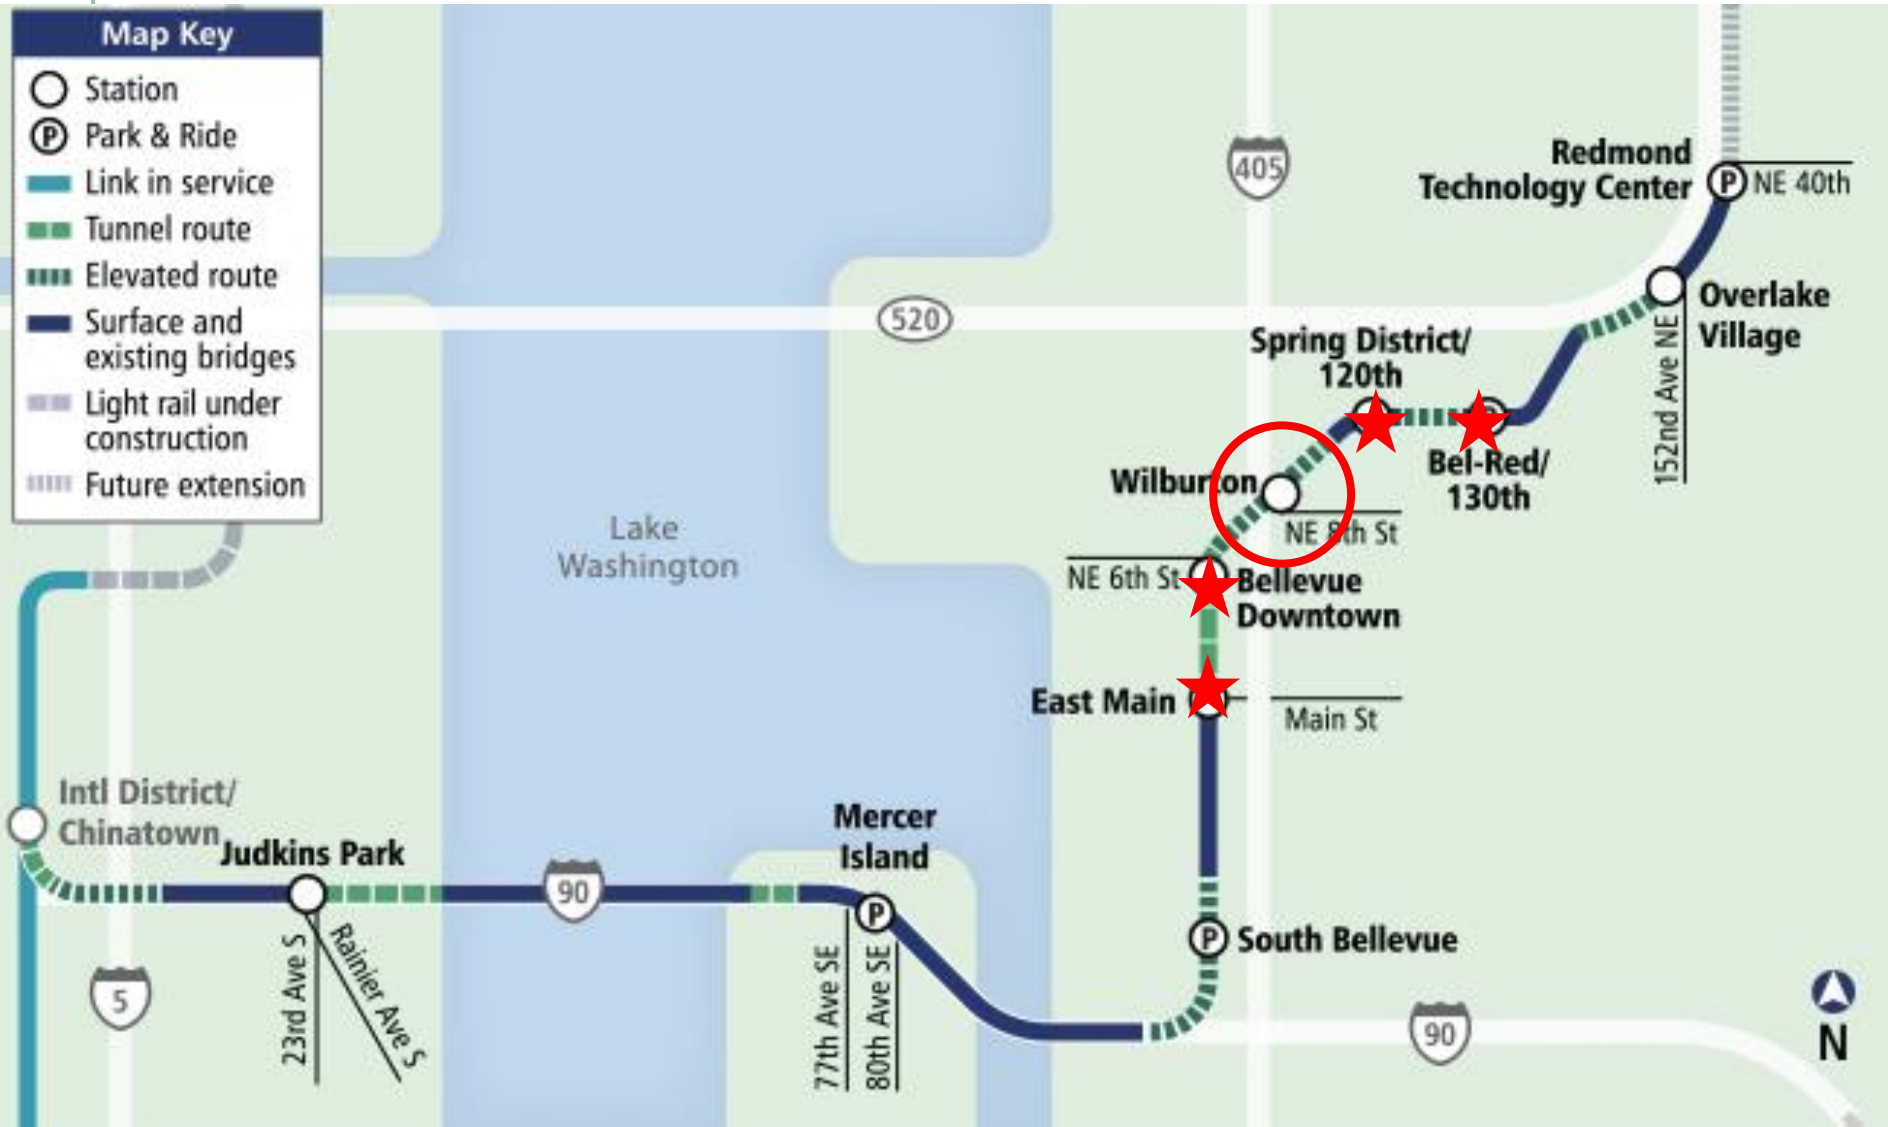 Map Key
Station
P
Park & Ride
Link in service
Tunnel route
Elevated route
Surface and
existing bridges
Light rail under
construction
Future extension
405
Redmond
Technology Center
P
NE 40th
520
Overlake
Village
152nd Ave NE
Spring District/
120th
Bel-Red/
130th
Wilburton
NE 8th St
NE 6th St
Bellevue
Downtown
Lake
Washington
East Main
Main St
Intl District/
Chinatown
Judkins Park
90
Mercer
Island
P
P
South Bellevue
23rd Ave S
Rainier Ave S
77th Ave SE
80th Ave SE
5
90
N